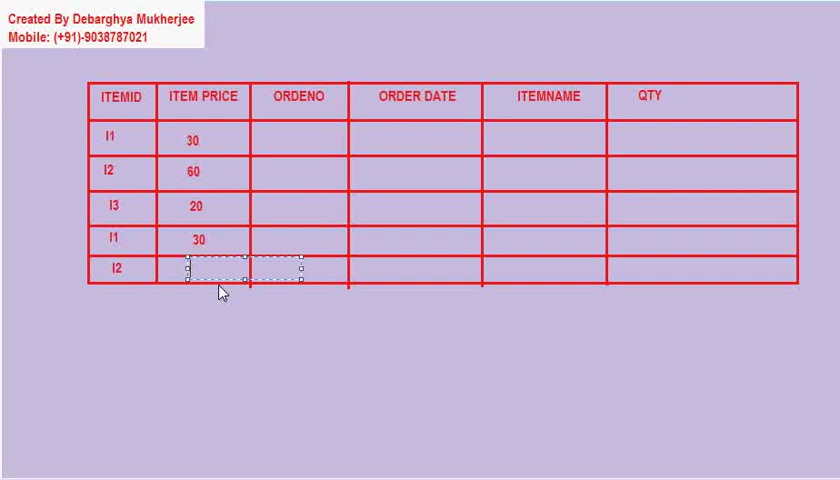 Created By Debarghya Mukherjee
Mobile: (+91)-9038787021
ITEMID ITEM PRICE ORDENO ORDER DATE ITEMNAME QTY
I1 30
I2 60
I3 20
I1 30
I2